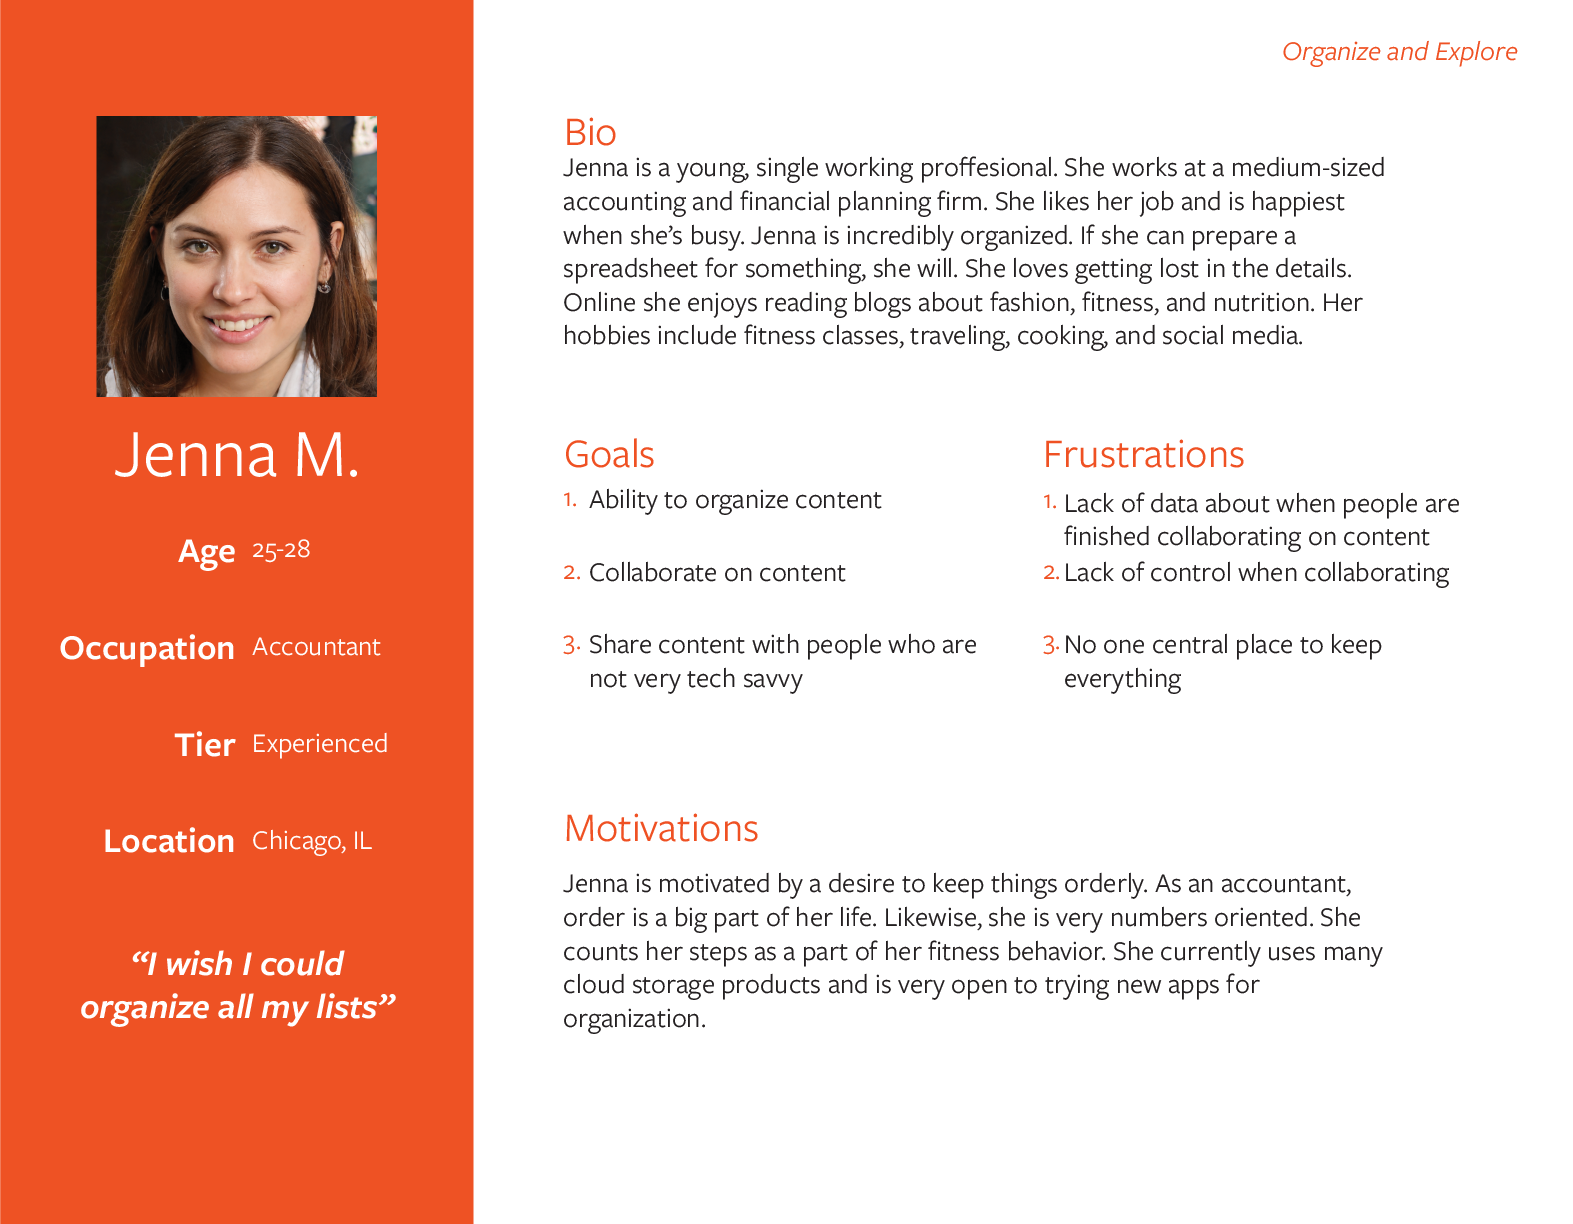 Organize and Explore
Jenna M.
Age 25-28
Occupation Accountant
Tier Experienced
Location Chicago, IL
“I wish I could
organize all my lists”
Bio
Jenna is a young, single working proffesional. She works at a medium-sized
accounting and financial planning firm. She likes her job and is happiest
when she’s busy. Jenna is incredibly organized. If she can prepare a
spreadsheet for something, she will. She loves getting lost in the details.
Online she enjoys reading blogs about fashion, fitness, and nutrition. Her
hobbies include fitness classes, traveling, cooking, and social media.
Goals
1. Ability to organize content
2. Collaborate on content
3. Share content with people who are
not very tech savvy
Frustrations
1. Lack of data about when people are
finished collaborating on content
2. Lack of control when collaborating
3. No one central place to keep
everything
Motivations
Jenna is motivated by a desire to keep things orderly. As an accountant,
order is a big part of her life. Likewise, she is very numbers oriented. She
counts her steps as a part of her fitness behavior. She currently uses many
cloud storage products and is very open to trying new apps for
organization.